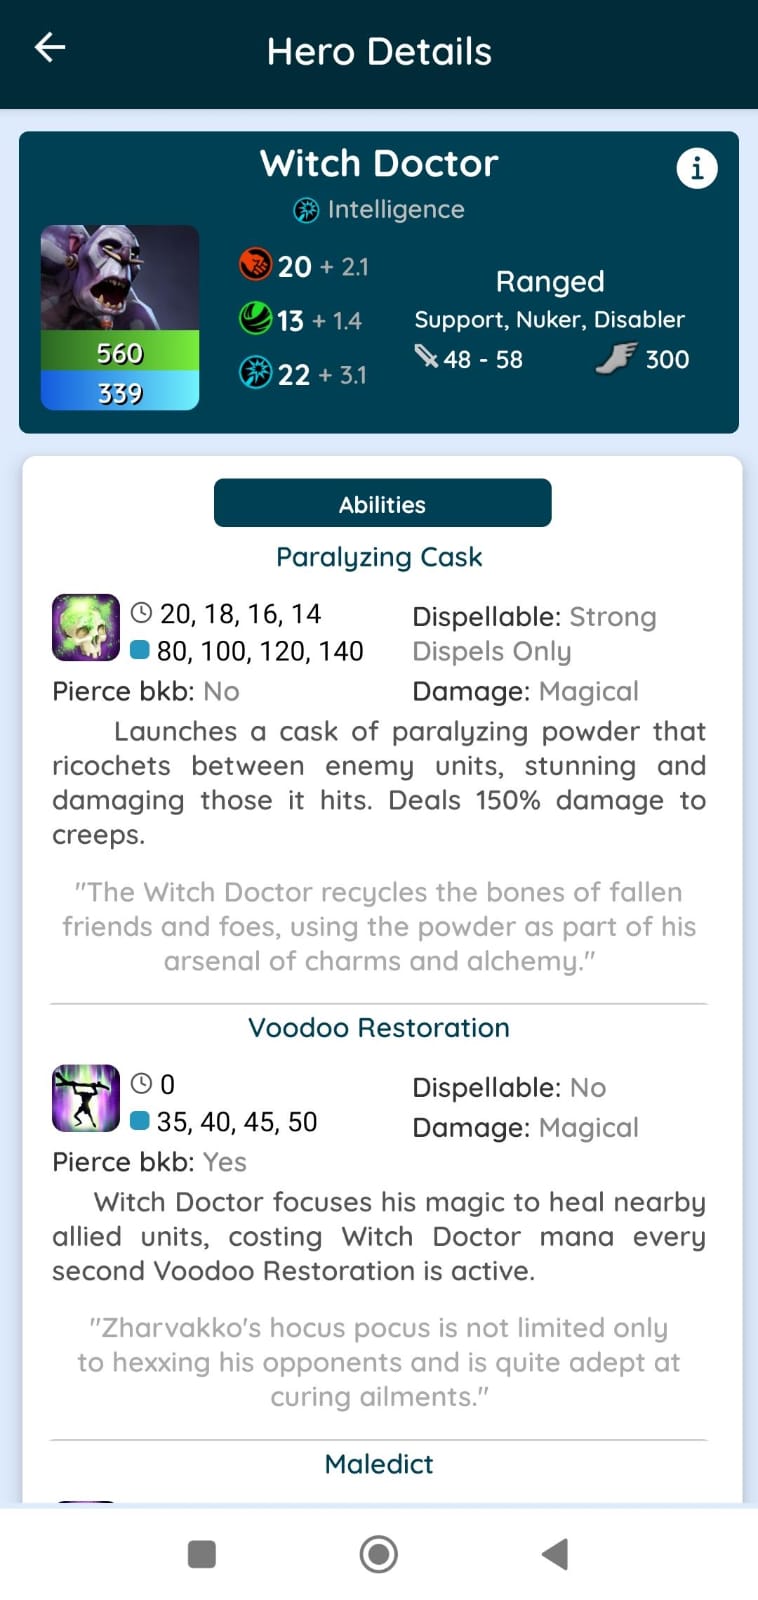 Hero Details
Witch Doctor
i
Intelligence
560
339
20 + 2.1
13 + 1.4
22 + 3.1
Ranged
Support, Nuker, Disabler
48 - 58
300
Abilities
Paralyzing Cask
20, 18, 16, 14
80, 100, 120, 140
Pierce bkb: No
Dispellable: Strong
Dispels Only
Damage: Magical
Launches a cask of paralyzing powder that
ricochets between enemy units, stunning and
damaging those it hits. Deals 150% damage to
creeps.
"The Witch Doctor recycles the bones of fallen
friends and foes, using the powder as part of his
arsenal of charms and alchemy."
Voodoo Restoration
0
35, 40, 45, 50
Pierce bkb: Yes
Dispellable: No
Damage: Magical
Witch Doctor focuses his magic to heal nearby
allied units, costing Witch Doctor mana every
second Voodoo Restoration is active.
"Zharvakko's hocus pocus is not limited only
to hexxing his opponents and is quite adept at
curing ailments."
Maledict